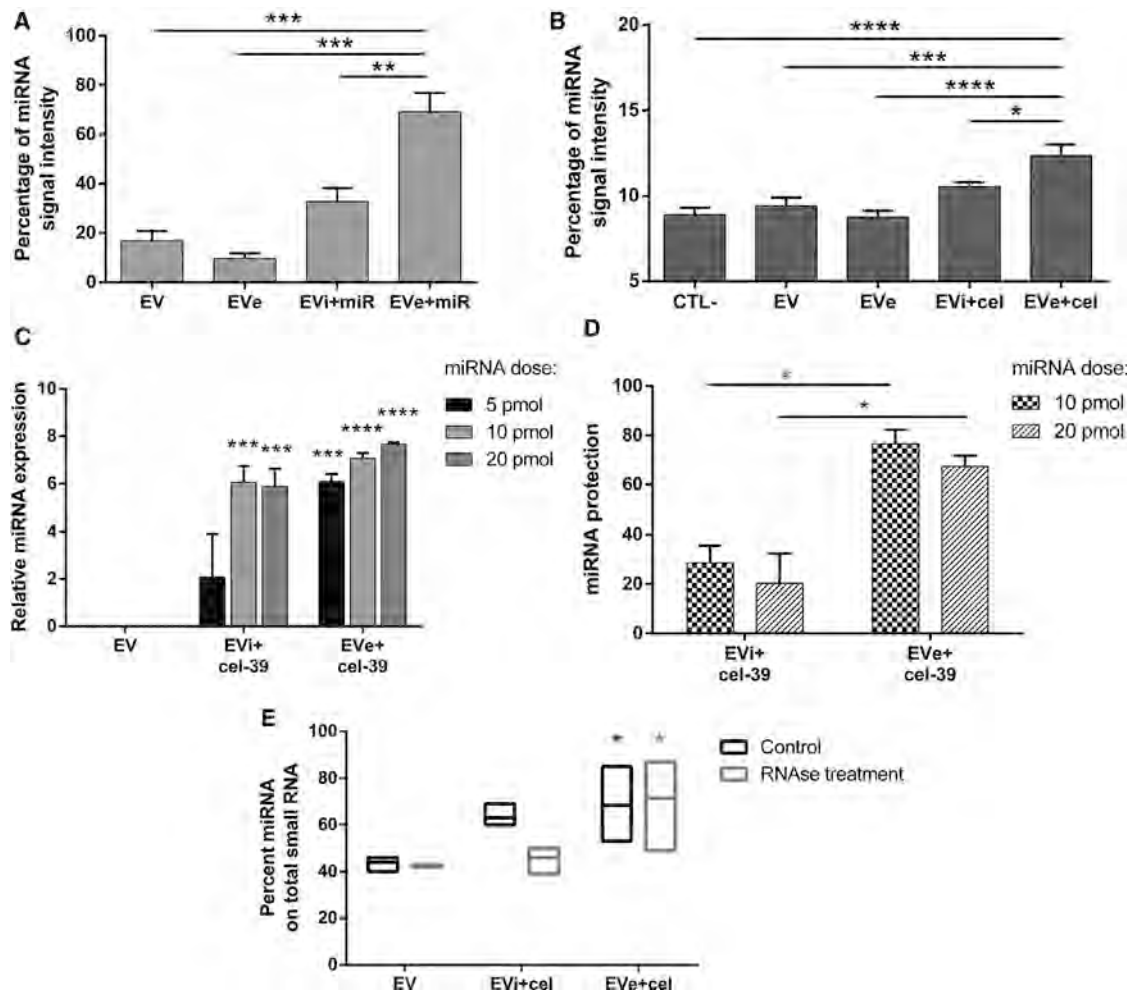 A
Percentage of miRNA
signal intensity
100
80
60
40
20
0
***
***
**
EV EVe EVi+miR EVe+miR
B
Percentage of miRNA
signal intensity
20
15
10
5
****
***
****
*
CTL- EV EVe EVi+cel EVe+cel
C
Relative miRNA expression
10
8
6
4
2
0
*** ***
*** **** ****
EV EVi+ EVe+
cel-39 cel-39
miRNA dose:
5 pmol
10 pmol
20 pmol
D
miRNA protection
100
80
60
40
20
0
*
*
EVi+ EVe+
cel-39 cel-39
miRNA dose:
10 pmol
20 pmol
E
Percent miRNA
on total small RNA
100
80
60
40
20
0
* *
EV EVi+cel EVe+cel
Control
RNAse treatment